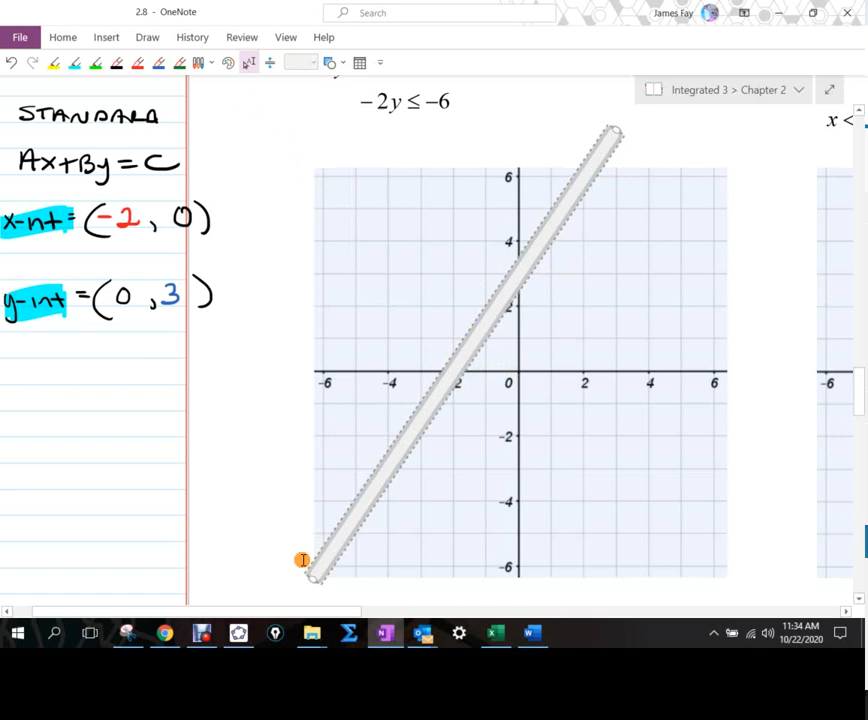 2.8 - OneNote
Search
James Fay
File Home Insert Draw History Review View Help
Integrated 3 > Chapter 2
- 2y ≤ -6
x <
STANDARD
Ax+By = C
x-nt = (-2, 0)
y-int = (0, 3)
6
4
2
-6 -4 -2 0 2 4 6
-6
-2
-4
-6
11:34 AM
10/22/2020